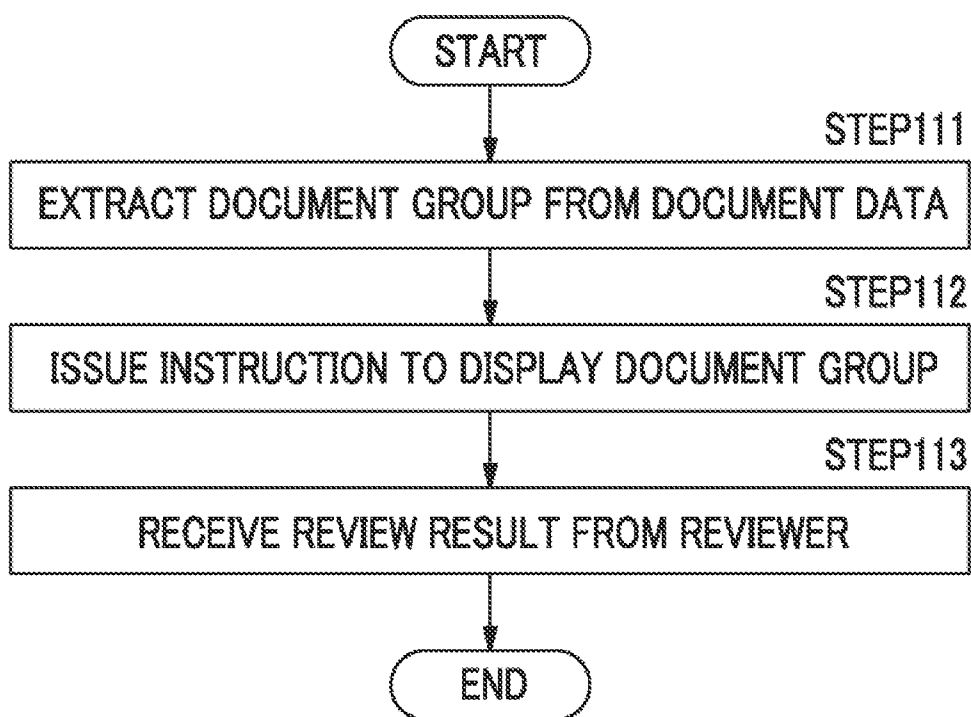 START
STEP111
EXTRACT DOCUMENT GROUP FROM DOCUMENT DATA
STEP112
ISSUE INSTRUCTION TO DISPLAY DOCUMENT GROUP
STEP113
RECEIVE REVIEW RESULT FROM REVIEWER
END